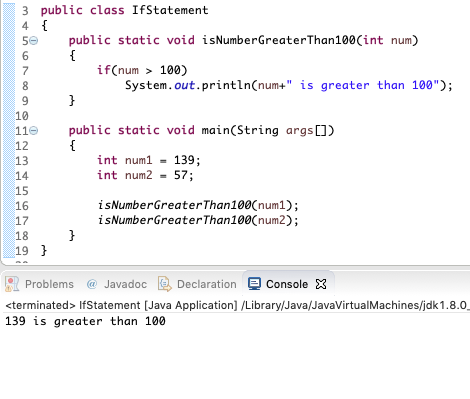 3 public class IfStatement
4 {
5 public static void isNumberGreaterThan100(int num)
6 {
7 if(num > 100)
8 System.out.println(num+" is greater than 100");
9 }
10
11 public static void main(String args[])
12 {
13 int num1 = 139;
14 int num2 = 57;
15
16 isNumberGreaterThan100(num1);
17 isNumberGreaterThan100(num2);
18 }
19 }
Problems @ Javadoc Declaration Console
<terminated> IfStatement [Java Application] /Library/Java/JavaVirtualMachines/jdk1.8.0_
139 is greater than 100